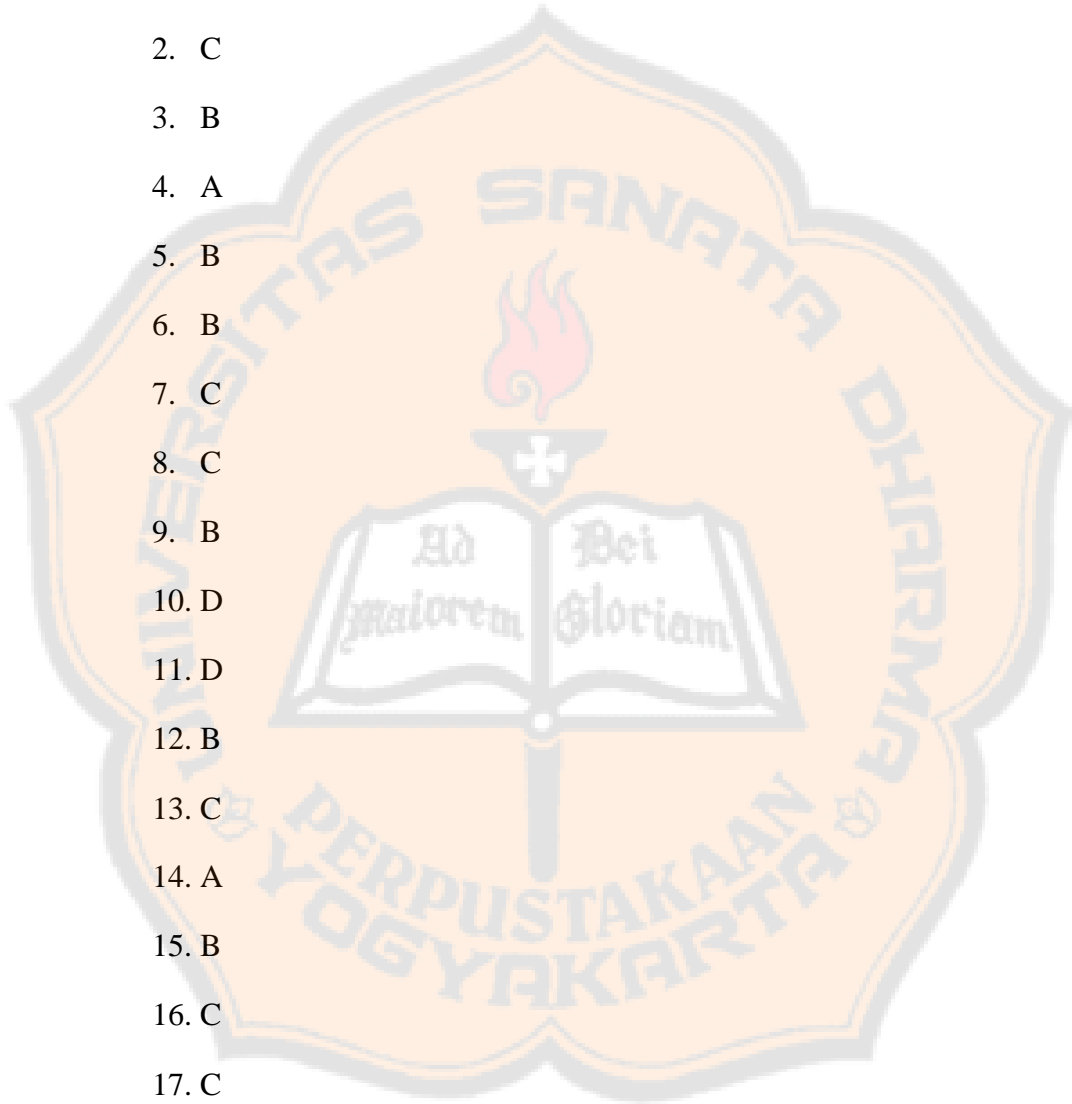 2. C
3. B
4. A
5. B
6. B
7. C
8. C
9. B
10. D
11. D
12. B
13. C
14. A
15. B
16. C
17. C
UNIVERSITAS SANATA DHARMA
Ad Maiorem
Dei Gloriam
PERPUSTAKAAN
YOGYAKARTA